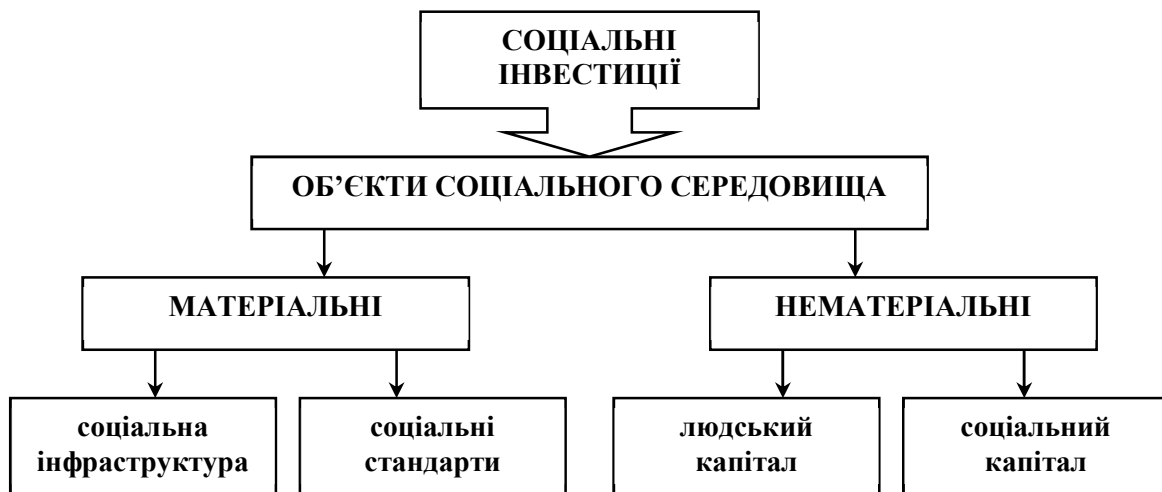 СОЦІАЛЬНІ
ІНВЕСТИЦІЇ
ОБ’ЄКТИ СОЦІАЛЬНОГО СЕРЕДОВИЩА
МАТЕРІАЛЬНІ
НЕМАТЕРІАЛЬНІ
соціальна
інфраструктура
соціальні
стандарти
людський
капітал
соціальний
капітал